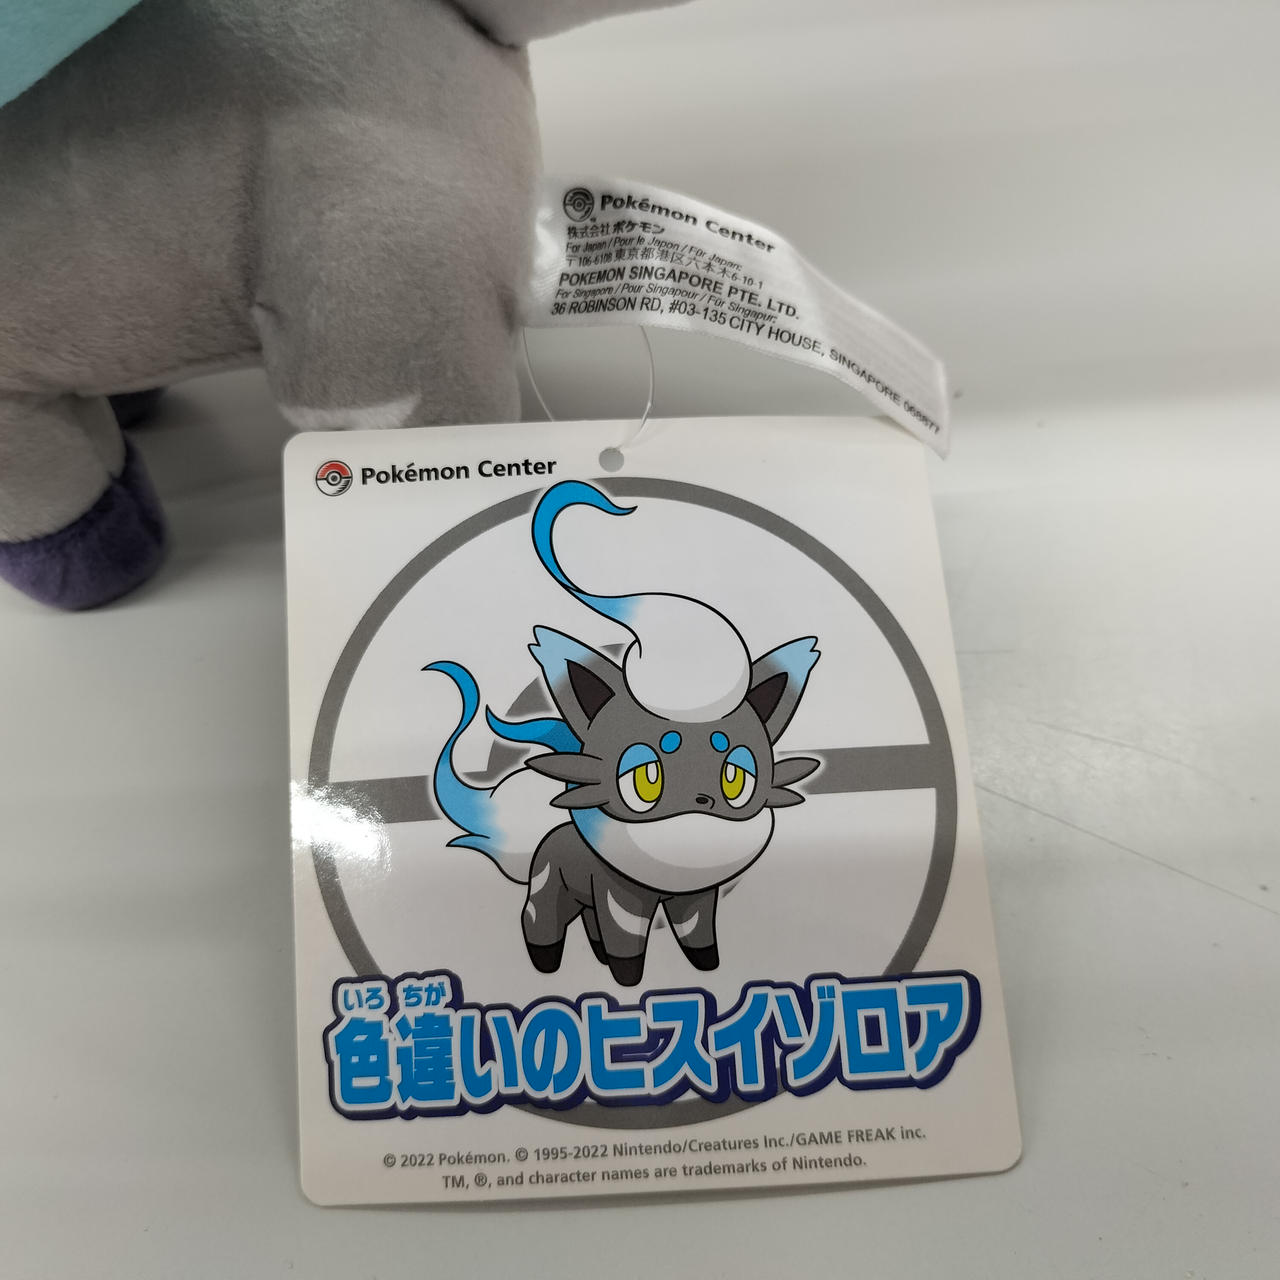 Pokémon Center
株式会社ポケモン
For Japan / Pour le Japon / Für Japan:
〒106-6108 東京都港区六本木6-10-1
POKEMON SINGAPORE PTE. LTD.
For Singapore / Pour Singapour / Für Singapur:
36 ROBINSON RD, #03-135 CITY HOUSE, SINGAPORE 068877
Pokémon Center
いろ ちが
色違いのヒスイゾロア
© 2022 Pokémon. © 1995-2022 Nintendo/Creatures Inc./GAME FREAK inc.
TM, ®, and character names are trademarks of Nintendo.